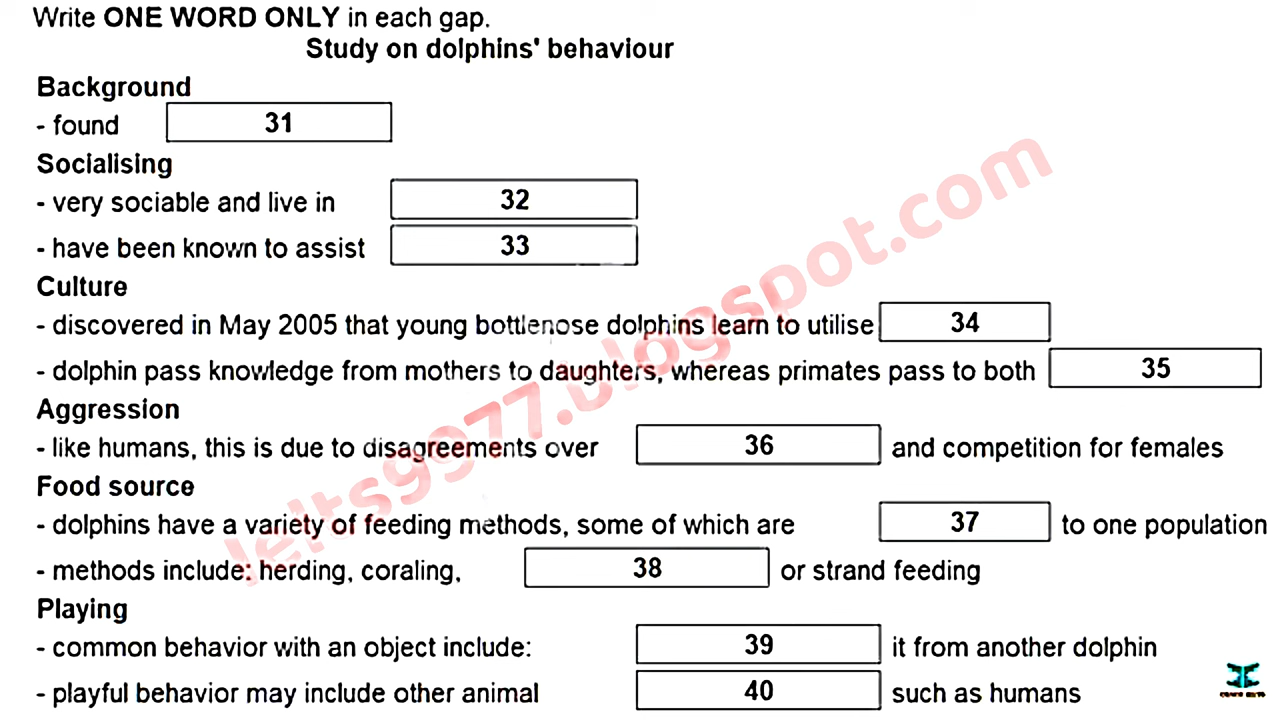 Write ONE WORD ONLY in each gap.
Study on dolphins' behaviour
Background
- found 31
Socialising
- very sociable and live in 32
- have been known to assist 33
Culture
- discovered in May 2005 that young bottlenose dolphins learn to utilise 34
- dolphin pass knowledge from mothers to daughters, whereas primates pass to both 35
Aggression
- like humans, this is due to disagreements over 36 and competition for females
Food source
- dolphins have a variety of feeding methods, some of which are 37 to one population
- methods include: herding, coraling, 38 or strand feeding
Playing
- common behavior with an object include: 39 it from another dolphin
- playful behavior may include other animal 40 such as humans
Ielts9977.blogspot.com